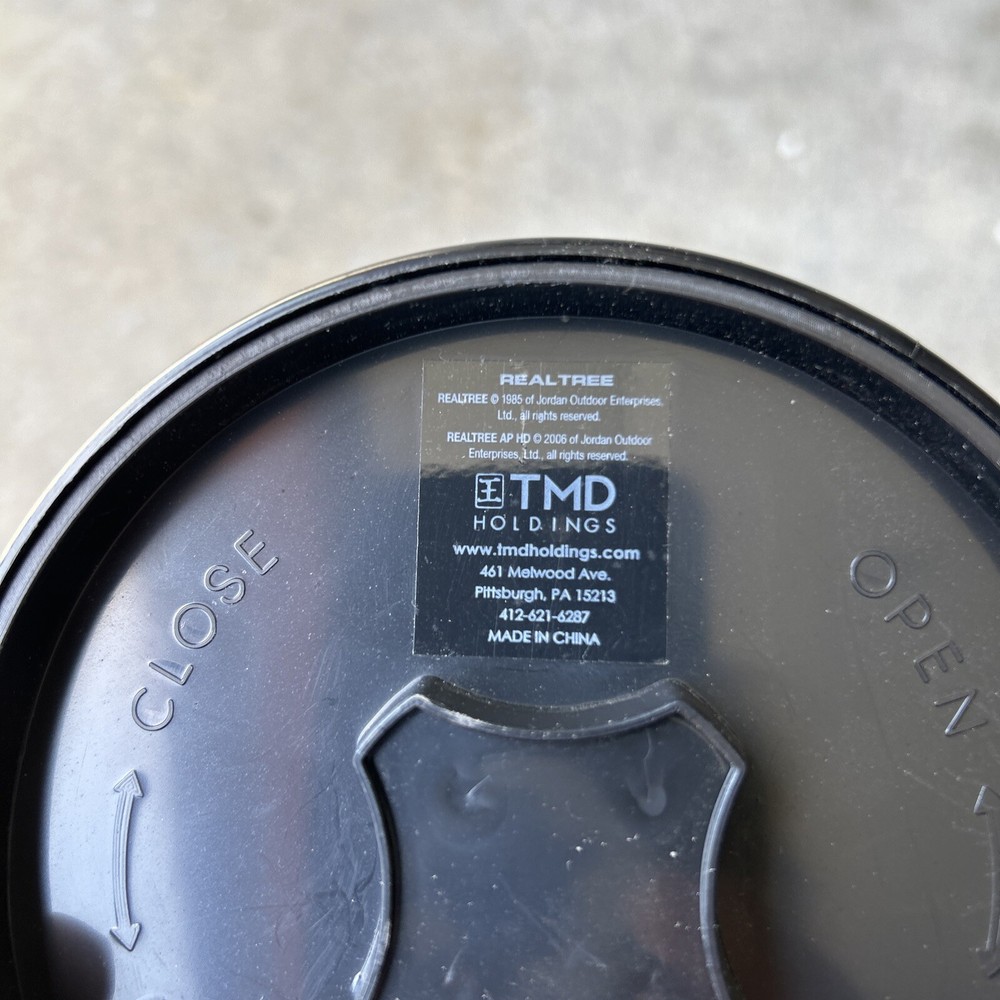 REALTREE
REALTREE © 1985 of Jordan Outdoor Enterprises,
Ltd., all rights reserved.
REALTREE AP HD © 2006 of Jordan Outdoor
Enterprises, Ltd., all rights reserved.
王 TMD
HOLDINGS
www.tmdholdings.com
461 Melwood Ave.
Pittsburgh, PA 15213
412-621-6287
MADE IN CHINA
CLOSE
OPEN